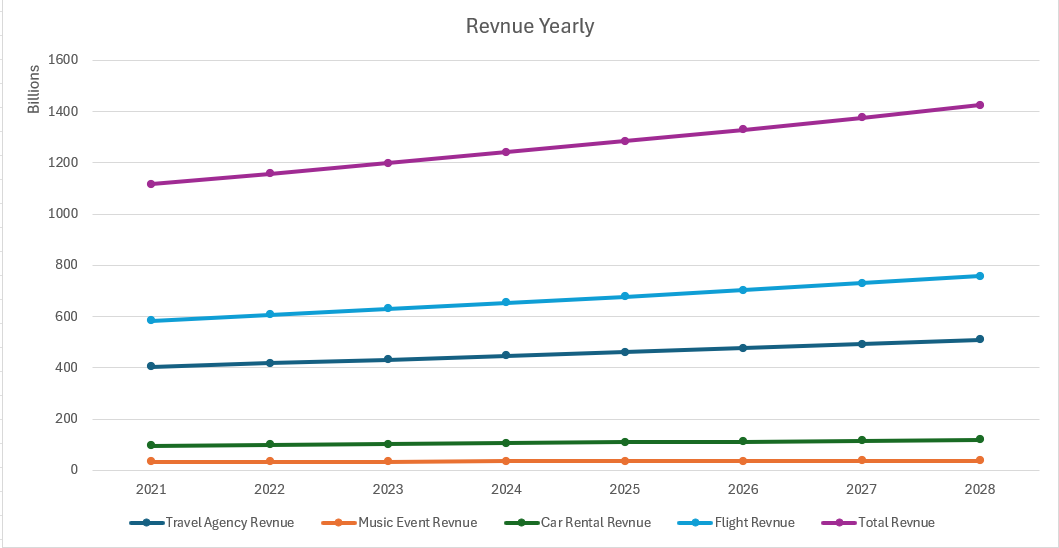 Revnue Yearly
Billions
1600
1400
1200
1000
800
600
400
200
0
2021 2022 2023 2024 2025 2026 2027 2028
Travel Agency Revnue Music Event Revnue Car Rental Revnue Flight Revnue Total Revnue